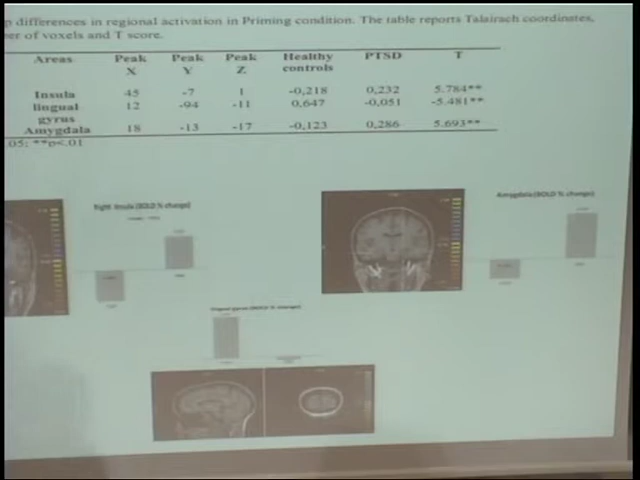 p differences in regional activation in Priming condition. The table reports Talairach coordinates,
er of voxels and T score.
Areas Peak X Peak Y Peak Z Healthy controls PTSD T
Insula 45 -7 1 -0,218 0,232 5.784**
lingual gyrus 12 -94 -11 0,647 -0,051 -5.481**
Amygdala 18 -13 -17 -0,123 0,286 5.693**
.05; **p<.01
Right Insula (BOLD % change)
Amygdala (BOLD % change)
(BOLD % change)